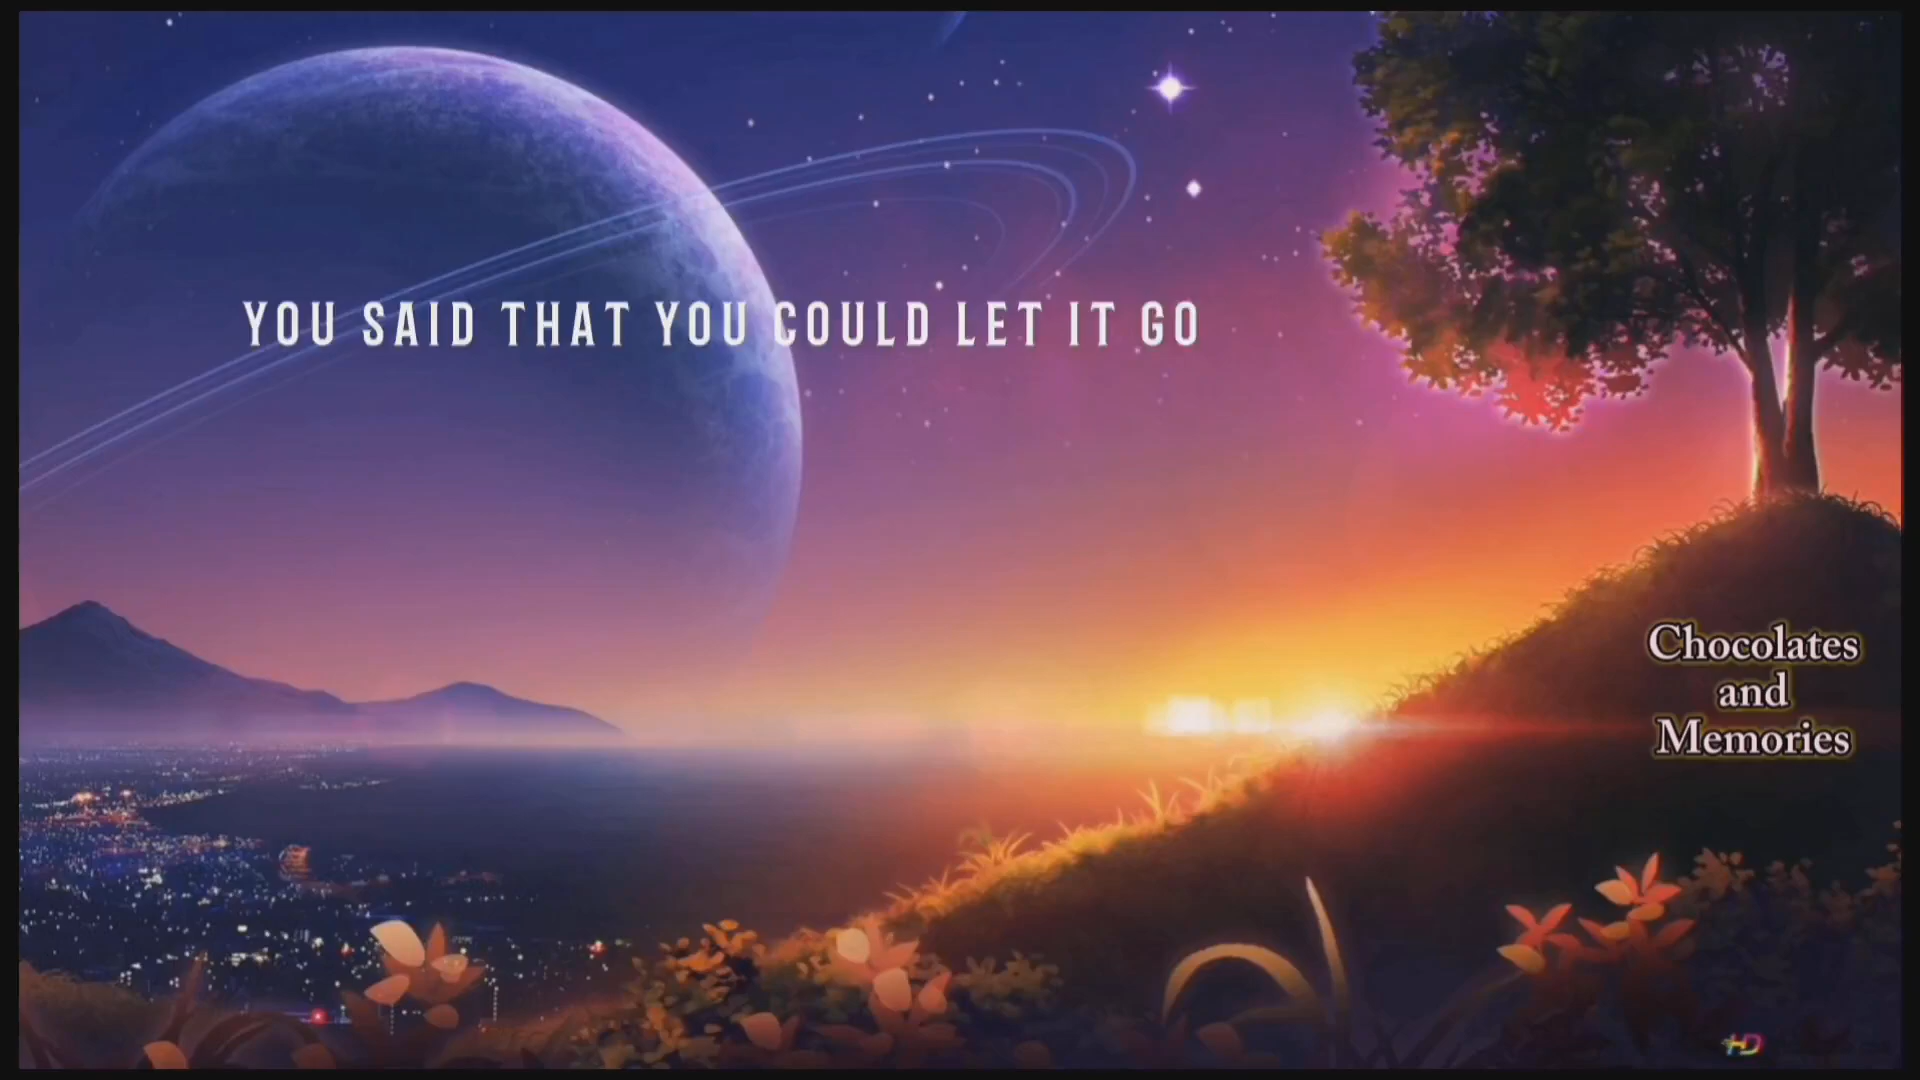 YOU SAID THAT YOU COULD LET IT GO
Chocolates
and
Memories
HD